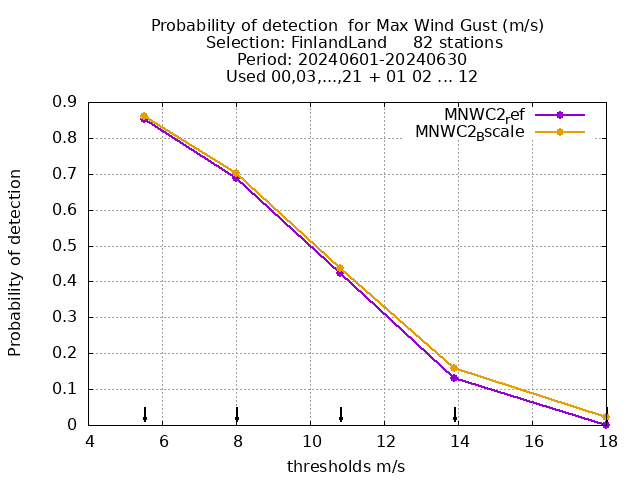 Probability of detection  for Max Wind Gust (m/s)
Selection: FinlandLand     82 stations
Period: 20240601-20240630
Used 00,03,...,21 + 01 02 ... 12
MNWC2ref
MNWC2Bscale
Probability of detection
0.9
0.8
0.7
0.6
0.5
0.4
0.3
0.2
0.1
0
4 6 8 10 12 14 16 18
thresholds m/s